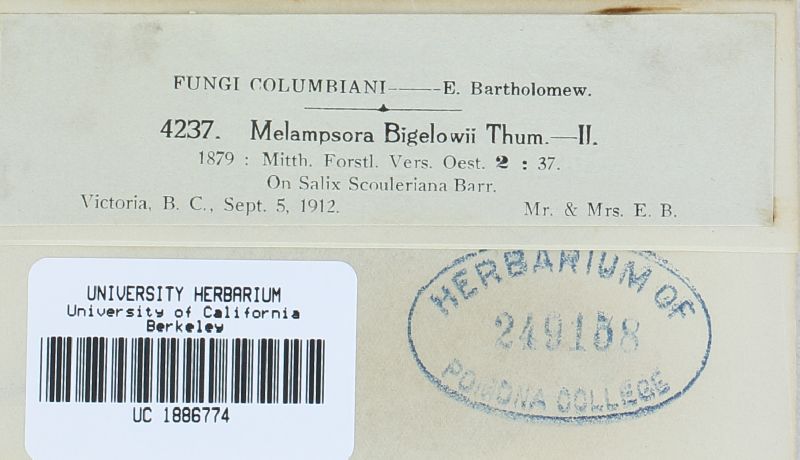 FUNGI COLUMBIANI——E. Bartholomew.
4237. Melampsora Bigelowii Thum.—II.
1879 : Mitth. Forstl. Vers. Oest. 2 : 37.
On Salix Scouleriana Barr.
Victoria, B. C., Sept. 5, 1912. Mr. & Mrs. E. B.
UNIVERSITY HERBARIUM
University of California
Berkeley
UC 1886774
HERBARIUM OF
249158
POMONA COLLEGE